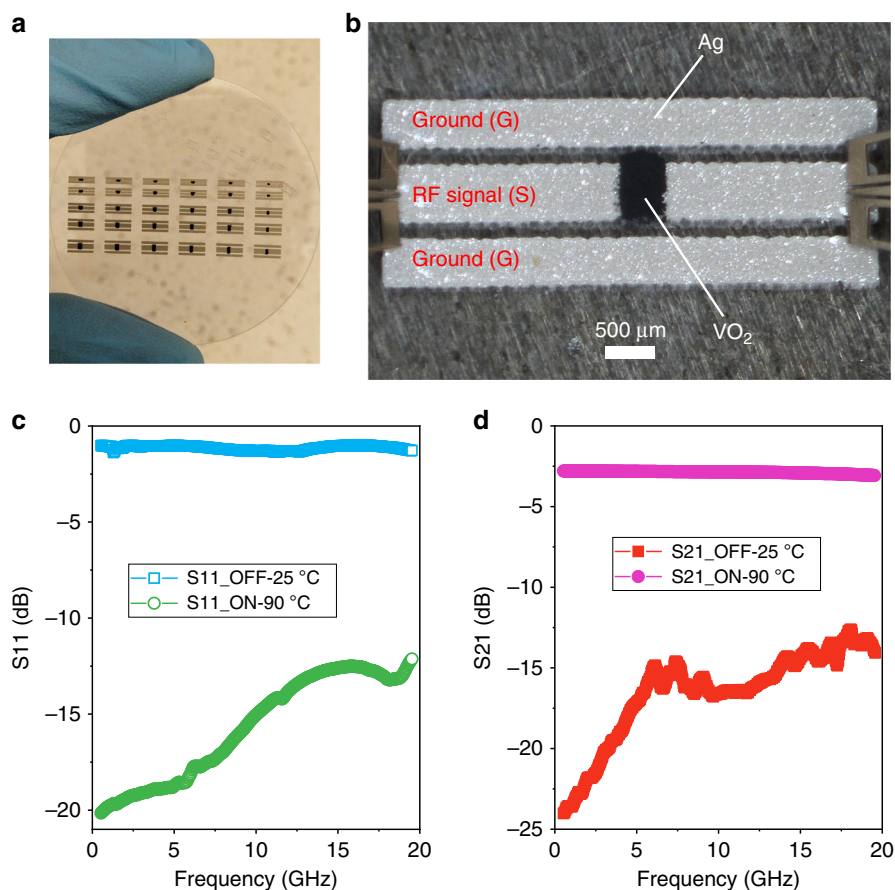 a
b
Ag
Ground (G)
RF signal (S)
Ground (G)
500 μm
VO₂
c
0
–5
–10
–15
–20
S11 (dB)
S11_OFF-25 °C
S11_ON-90 °C
0
5
10
15
20
Frequency (GHz)
d
0
–5
–10
–15
–20
–25
S21 (dB)
S21_OFF-25 °C
S21_ON-90 °C
0
5
10
15
20
Frequency (GHz)